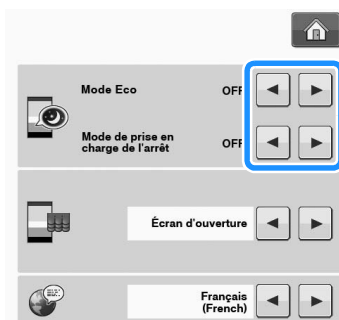 Mode Eco OFF
Mode de prise en
charge de l'arrêt OFF
Écran d'ouverture
Français
(French)